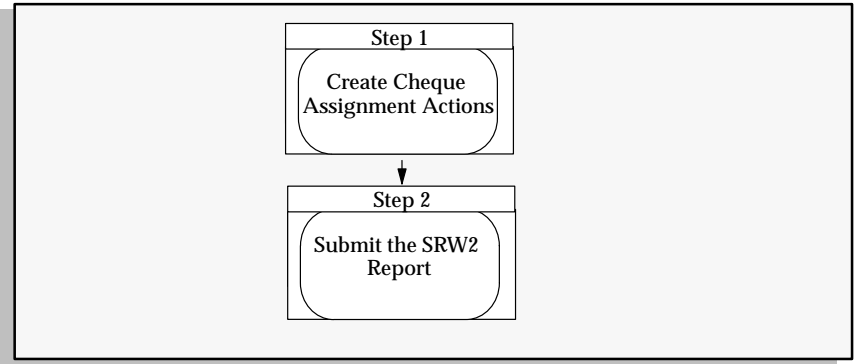 Step 1
Create Cheque
Assignment Actions
Step 2
Submit the SRW2
Report